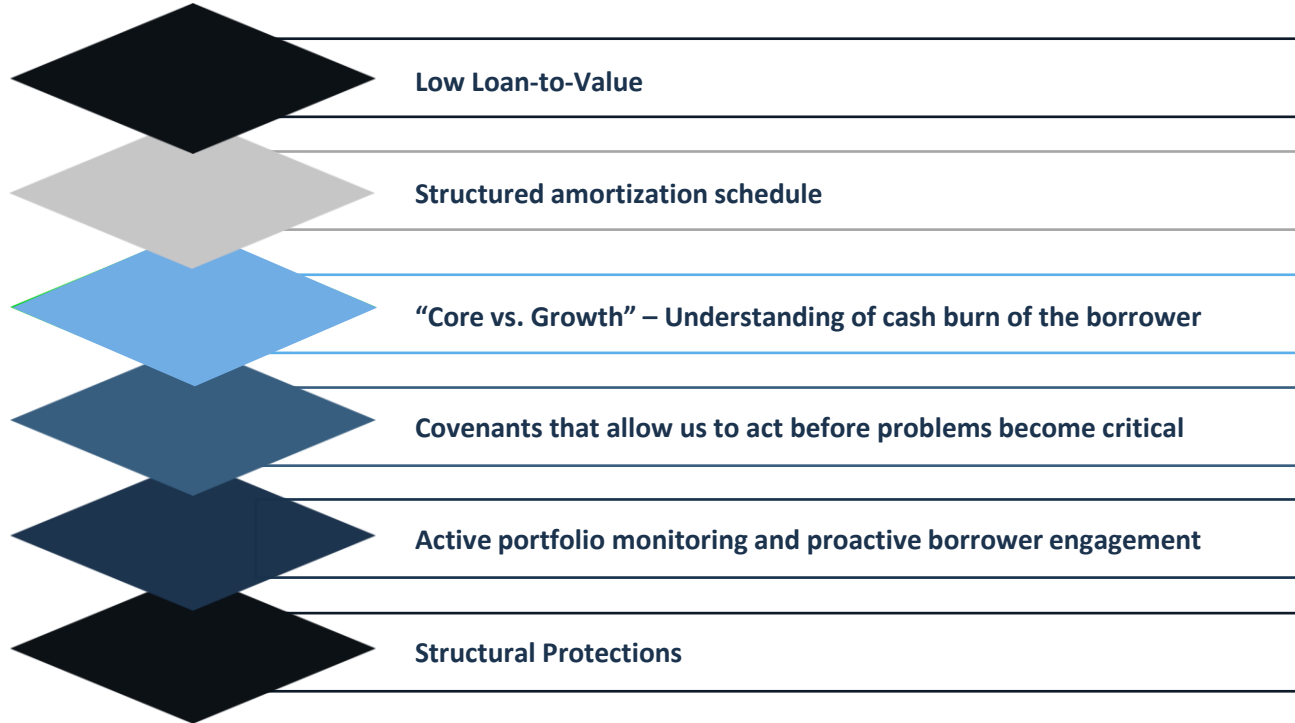 Low Loan-to-Value
Structured amortization schedule
“Core vs. Growth” – Understanding of cash burn of the borrower
Covenants that allow us to act before problems become critical
Active portfolio monitoring and proactive borrower engagement
Structural Protections